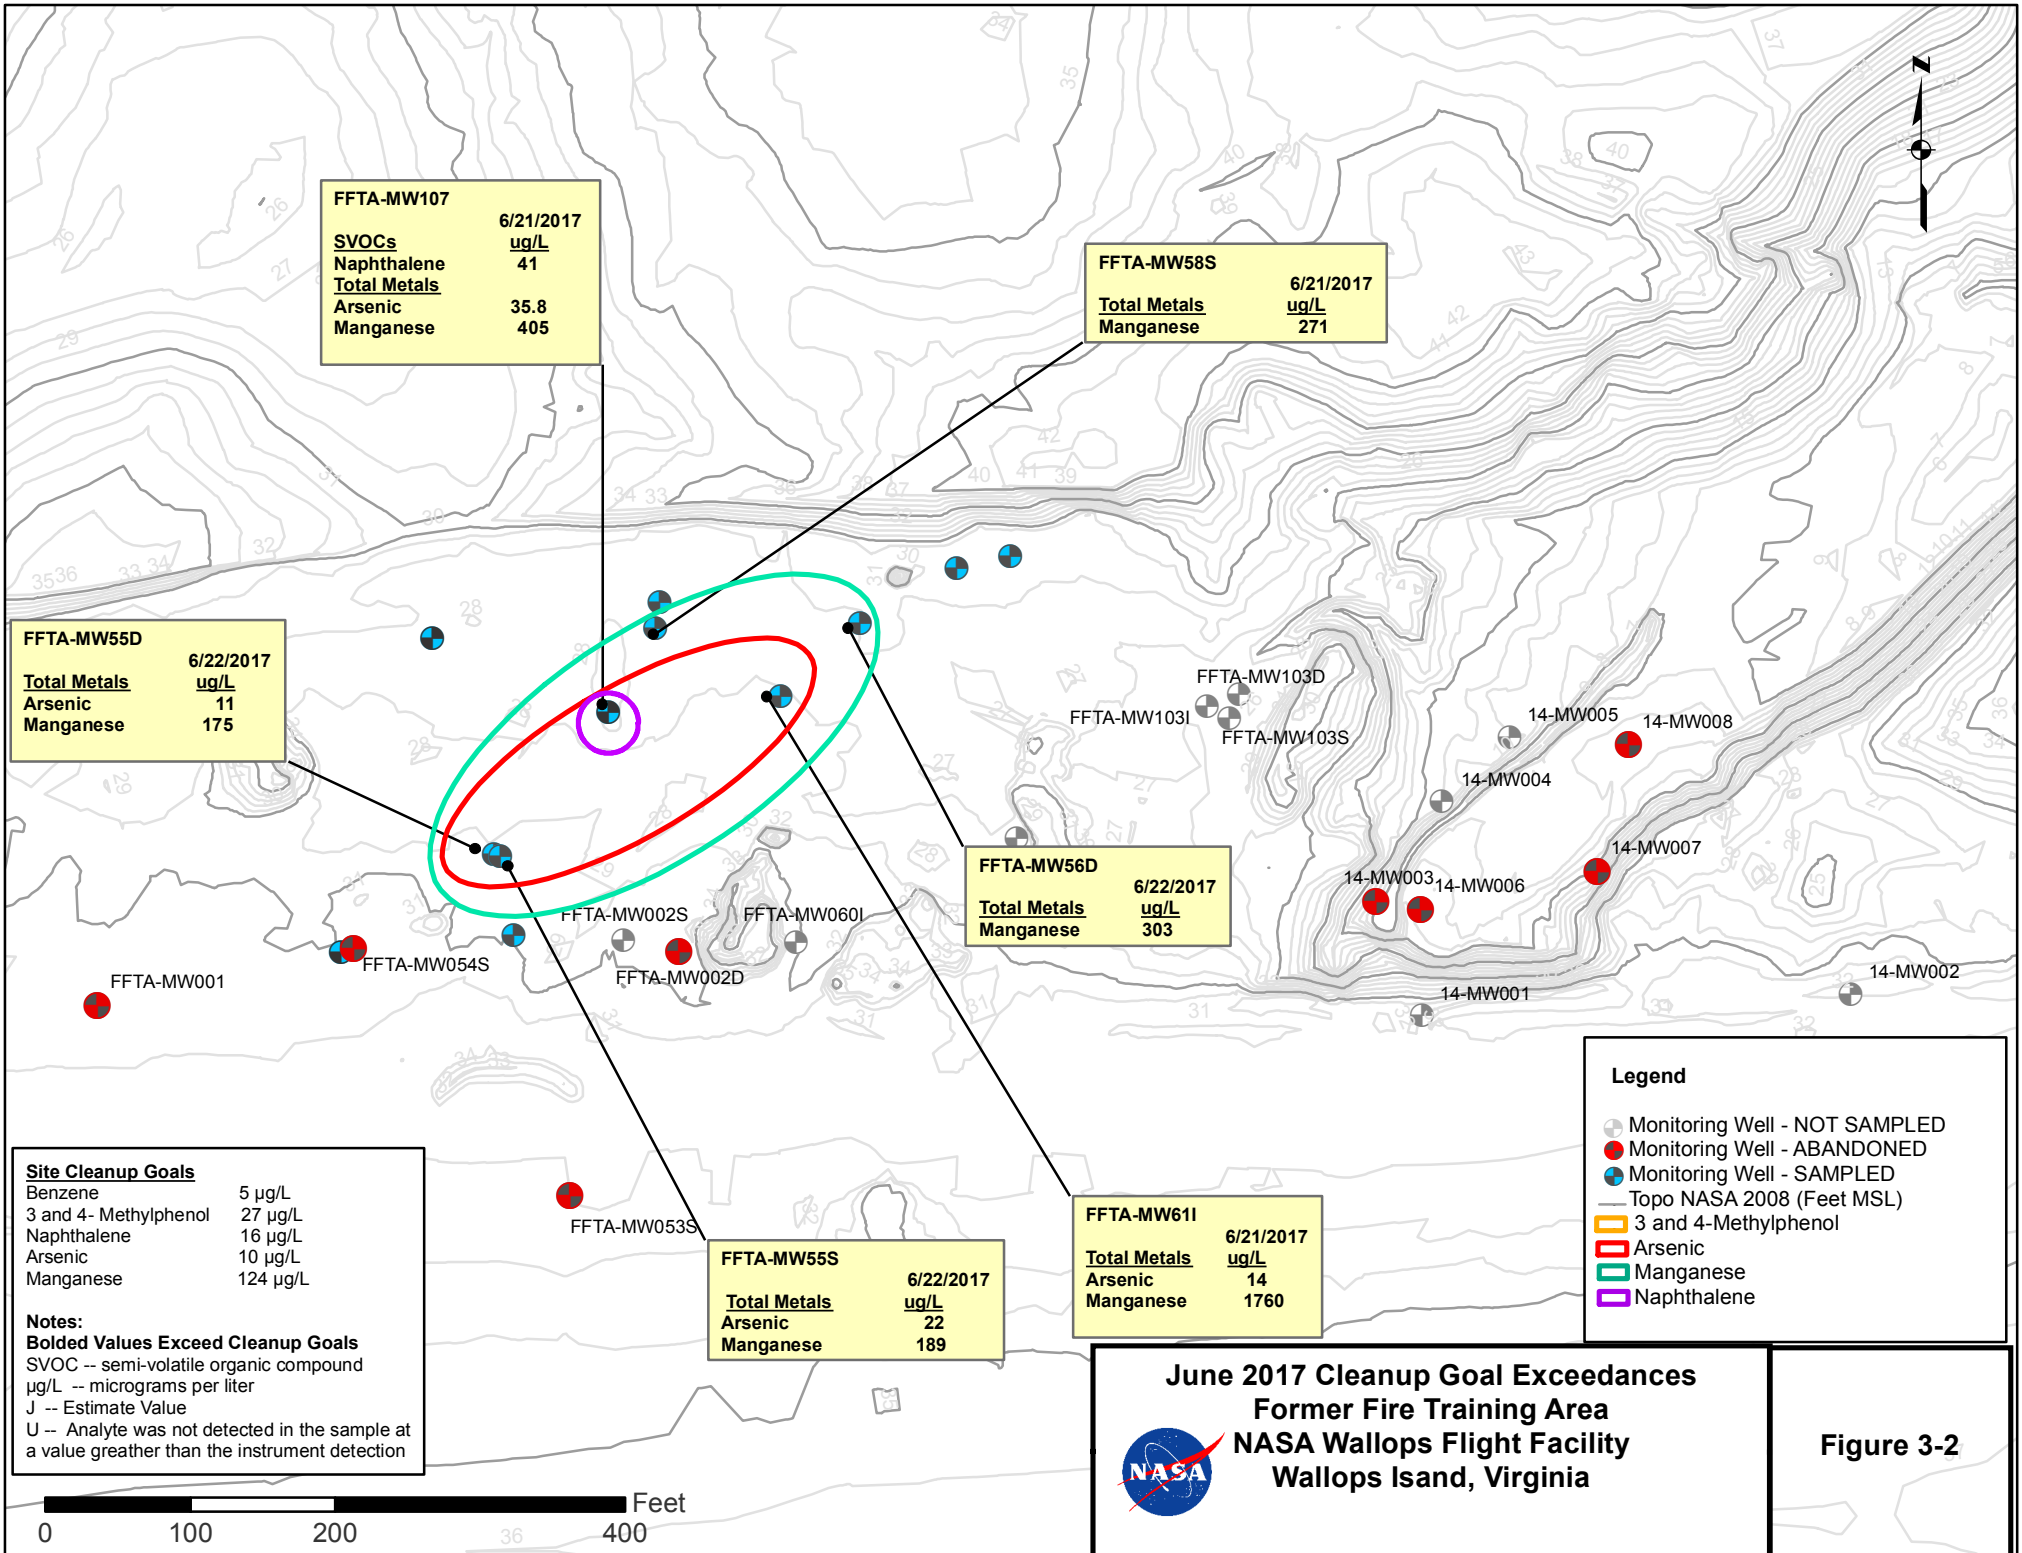 FFTA-MW107
6/21/2017
SVOCs ug/L
Naphthalene 41
Total Metals
Arsenic 35.8
Manganese 405
FFTA-MW58S
6/21/2017
Total Metals ug/L
Manganese 271
FFTA-MW55D
6/22/2017
Total Metals ug/L
Arsenic 11
Manganese 175
FFTA-MW103D
FFTA-MW103I
FFTA-MW103S
14-MW005
14-MW008
14-MW004
14-MW007
14-MW003
14-MW006
FFTA-MW56D
6/22/2017
Total Metals ug/L
Manganese 303
FFTA-MW002S
FFTA-MW060I
FFTA-MW054S
FFTA-MW002D
FFTA-MW001
14-MW002
14-MW001
FFTA-MW053S
FFTA-MW55S
6/22/2017
Total Metals ug/L
Arsenic 22
Manganese 189
FFTA-MW61I
6/21/2017
Total Metals ug/L
Arsenic 14
Manganese 1760
Legend
Monitoring Well - NOT SAMPLED
Monitoring Well - ABANDONED
Monitoring Well - SAMPLED
Topo NASA 2008 (Feet MSL)
3 and 4-Methylphenol
Arsenic
Manganese
Naphthalene
Site Cleanup Goals
Benzene 5 µg/L
3 and 4- Methylphenol 27 µg/L
Naphthalene 16 µg/L
Arsenic 10 µg/L
Manganese 124 µg/L
Notes:
Bolded Values Exceed Cleanup Goals
SVOC -- semi-volatile organic compound
µg/L -- micrograms per liter
J -- Estimate Value
U -- Analyte was not detected in the sample at
a value greather than the instrument detection
Feet
0 100 200 400
June 2017 Cleanup Goal Exceedances
Former Fire Training Area
NASA Wallops Flight Facility
Wallops Isand, Virginia
NASA
Figure 3-2
N